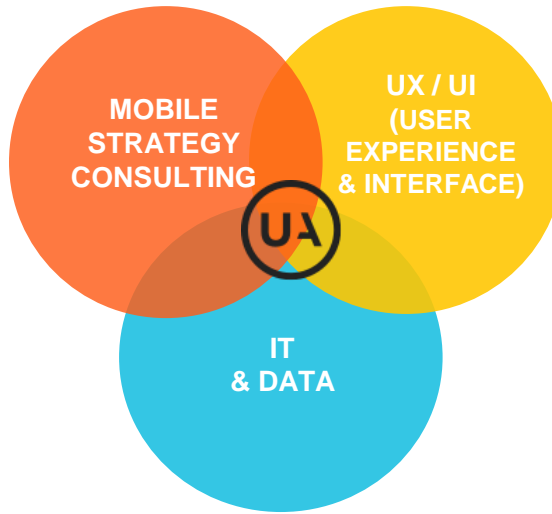 MOBILE
STRATEGY
CONSULTING
UX / UI
(USER
EXPERIENCE
& INTERFACE)
UA
IT
& DATA